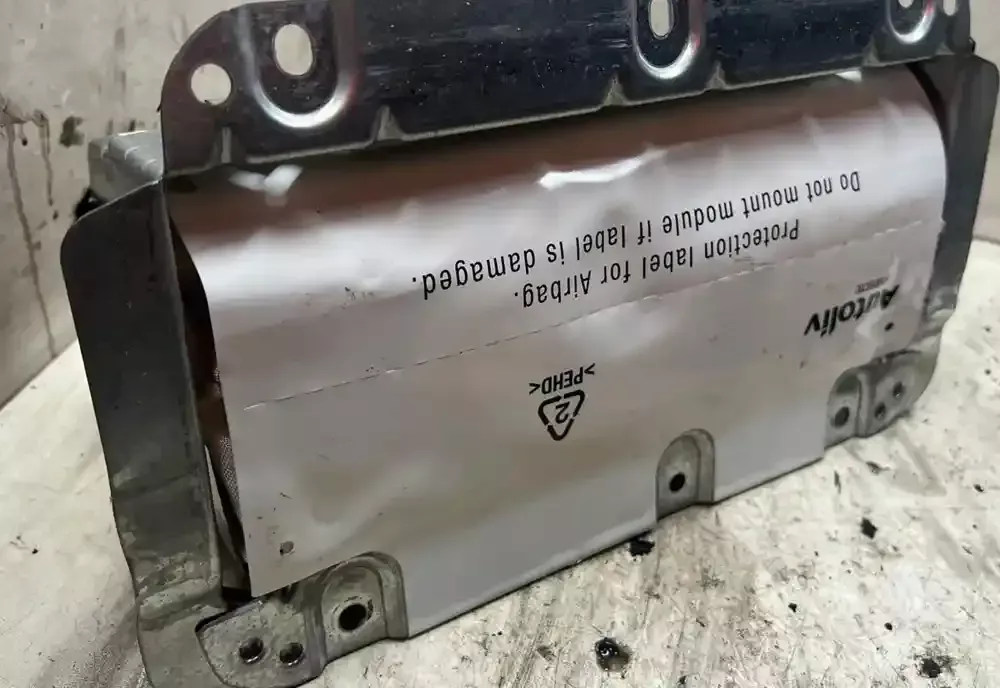 2
>PEHD<
Autoliv
Protection label for Airbag.
Do not mount module if label is damaged.